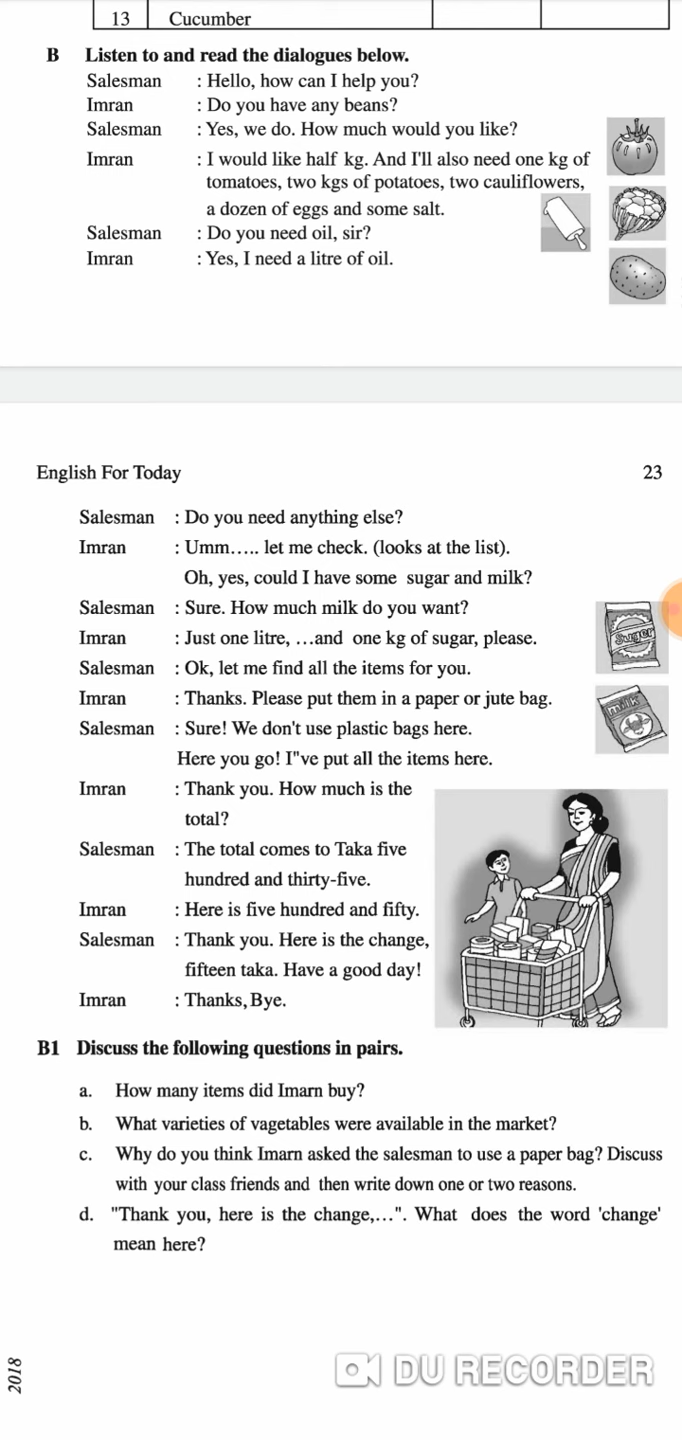 13 Cucumber
B Listen to and read the dialogues below.
Salesman : Hello, how can I help you?
Imran : Do you have any beans?
Salesman : Yes, we do. How much would you like?
Imran : I would like half kg. And I'll also need one kg of
tomatoes, two kgs of potatoes, two cauliflowers,
a dozen of eggs and some salt.
Salesman : Do you need oil, sir?
Imran : Yes, I need a litre of oil.
English For Today 23
Salesman : Do you need anything else?
Imran : Umm..... let me check. (looks at the list).
Oh, yes, could I have some sugar and milk?
Salesman : Sure. How much milk do you want?
Imran : Just one litre, ...and one kg of sugar, please.
Sugar
Salesman : Ok, let me find all the items for you.
Imran : Thanks. Please put them in a paper or jute bag.
milk
Salesman : Sure! We don't use plastic bags here.
Here you go! I"ve put all the items here.
Imran : Thank you. How much is the
total?
Salesman : The total comes to Taka five
hundred and thirty-five.
Imran : Here is five hundred and fifty.
Salesman : Thank you. Here is the change,
fifteen taka. Have a good day!
Imran : Thanks, Bye.
B1 Discuss the following questions in pairs.
a. How many items did Imarn buy?
b. What varieties of vagetables were available in the market?
c. Why do you think Imarn asked the salesman to use a paper bag? Discuss
with your class friends and then write down one or two reasons.
d. "Thank you, here is the change,...". What does the word 'change'
mean here?
2018
DU RECORDER